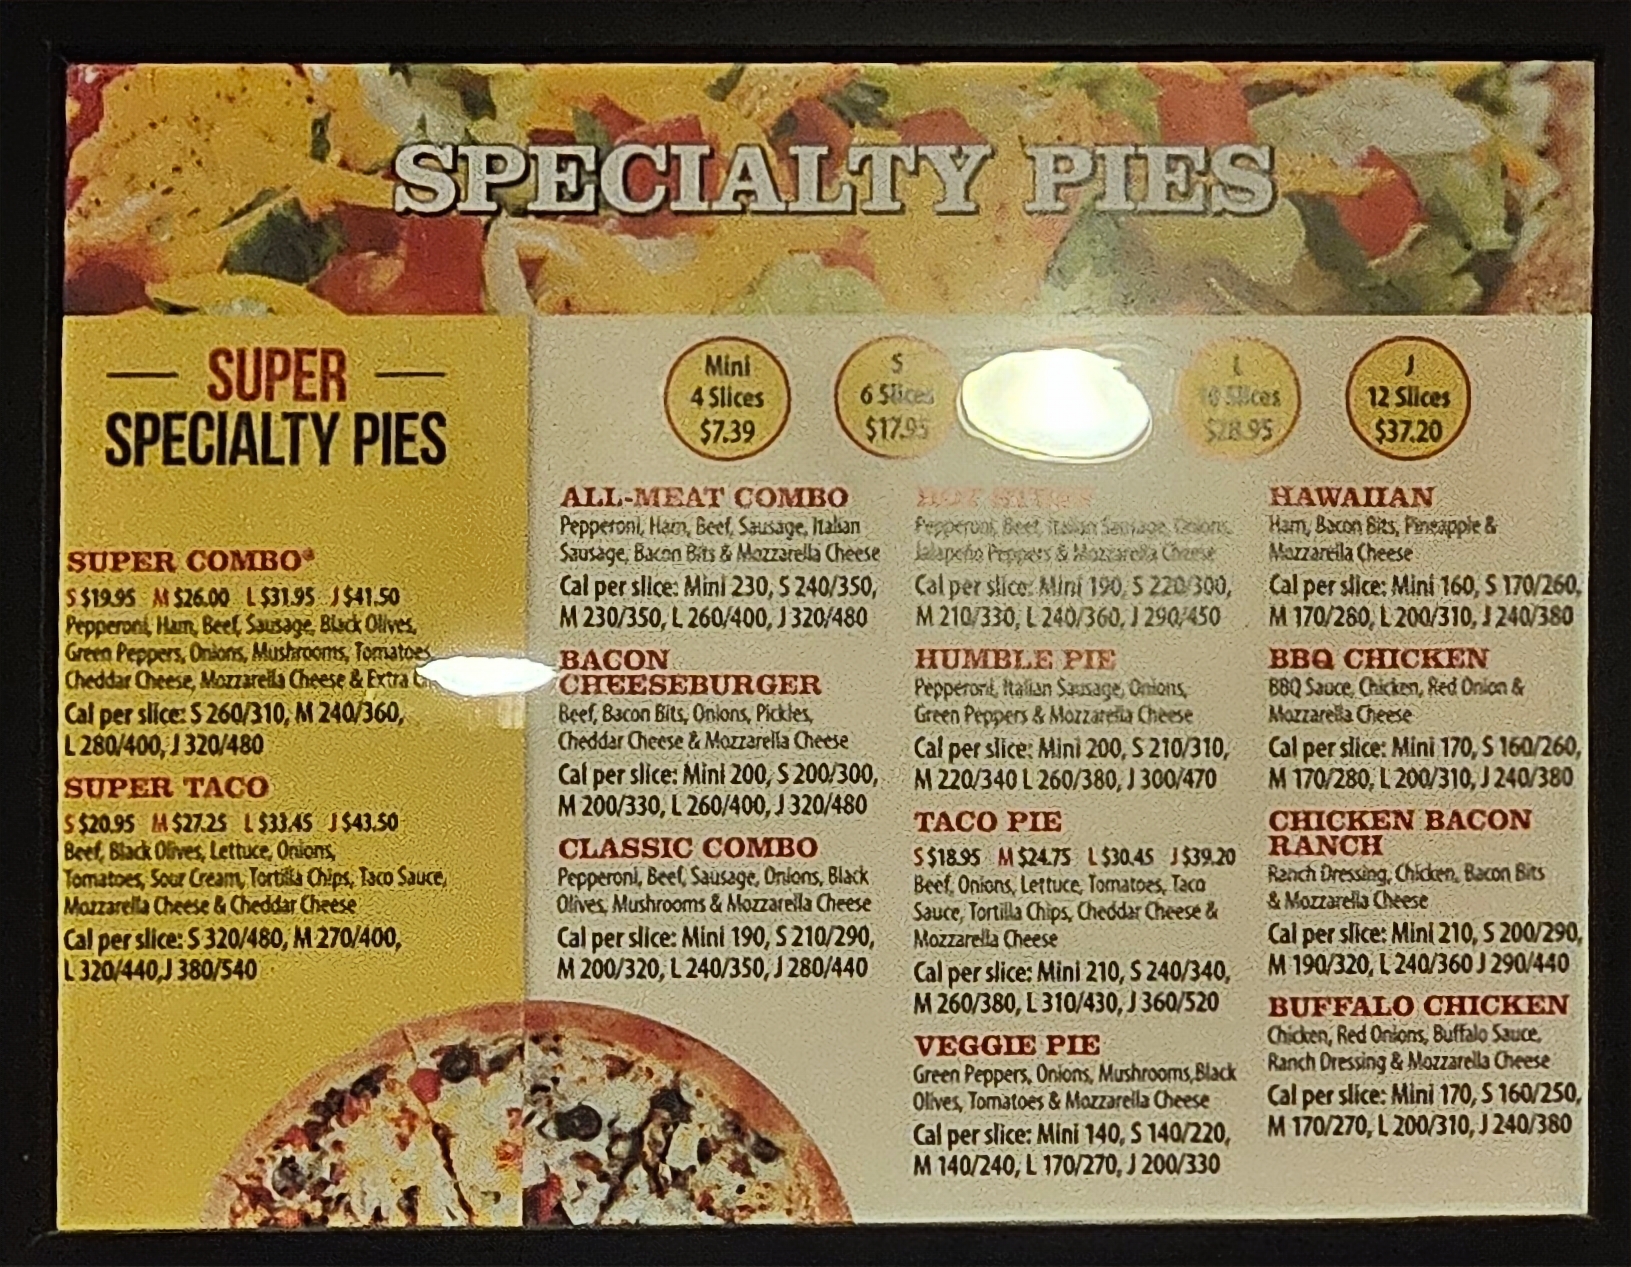 SPECIALTY PIES
SUPER
SPECIALTY PIES
SUPER COMBO*
S $19.95 M $26.00 L $31.95 J $41.50
Pepperoni, Ham, Beef, Sausage, Black Olives,
Green Peppers, Onions, Mushrooms, Tomatoes
Cheddar Cheese, Mozzarella Cheese & Extra
Cal per slice: S 260/310, M 240/360,
L 280/400, J 320/480
SUPER TACO
S $20.95 M $27.25 L $33.45 J $43.50
Beef, Black Olives, Lettuce, Onions,
Tomatoes, Sour Cream, Tortilla Chips, Taco Sauce,
Mozzarella Cheese & Cheddar Cheese
Cal per slice: S 320/480, M 270/400,
L 320/440,J 380/540
Mini
4 Slices
$7.39
S
6 Slices
$17.95
L
10 Slices
$28.95
J
12 Slices
$37.20
ALL-MEAT COMBO
Pepperoni, Ham, Beef, Sausage, Italian
Sausage, Bacon Bits & Mozzarella Cheese
Cal per slice: Mini 230, S 240/350,
M 230/350, L 260/400, J 320/480
BACON
CHEESEBURGER
Beef, Bacon Bits, Onions, Pickles,
Cheddar Cheese & Mozzarella Cheese
Cal per slice: Mini 200, S 200/300,
M 200/330, L 260/400, J 320/480
CLASSIC COMBO
Pepperoni, Beef, Sausage, Onions, Black
Olives, Mushrooms & Mozzarella Cheese
Cal per slice: Mini 190, S 210/290,
M 200/320, L 240/350, J 280/440
HOT
Pepperoni, Beef, Italian Sausage, Onions,
Jalapeño Peppers & Mozzarella Cheese
Cal per slice: Mini 190, S 220/300,
M 210/330, L 240/360, J 290/450
HUMBLE PIE
Pepperoni, Italian Sausage, Onions,
Green Peppers & Mozzarella Cheese
Cal per slice: Mini 200, S 210/310,
M 220/340 L 260/380, J 300/470
TACO PIE
S $18.95 M $24.75 L $30.45 J $39.20
Beef, Onions, Lettuce, Tomatoes, Taco
Sauce, Tortilla Chips, Cheddar Cheese &
Mozzarella Cheese
Cal per slice: Mini 210, S 240/340,
M 260/380, L 310/430, J 360/520
VEGGIE PIE
Green Peppers, Onions, Mushrooms,Black
Olives, Tomatoes & Mozzarella Cheese
Cal per slice: Mini 140, S 140/220,
M 140/240, L 170/270, J 200/330
HAWAIIAN
Ham, Bacon Bits, Pineapple &
Mozzarella Cheese
Cal per slice: Mini 160, S 170/260,
M 170/280, L 200/310, J 240/380
BBQ CHICKEN
BBQ Sauce, Chicken, Red Onion &
Mozzarella Cheese
Cal per slice: Mini 170, S 160/260,
M 170/280, L 200/310, J 240/380
CHICKEN BACON
RANCH
Ranch Dressing, Chicken, Bacon Bits
& Mozzarella Cheese
Cal per slice: Mini 210, S 200/290,
M 190/320, L 240/360 J 290/440
BUFFALO CHICKEN
Chicken, Red Onions, Buffalo Sauce,
Ranch Dressing & Mozzarella Cheese
Cal per slice: Mini 170, S 160/250,
M 170/270, L 200/310, J 240/380